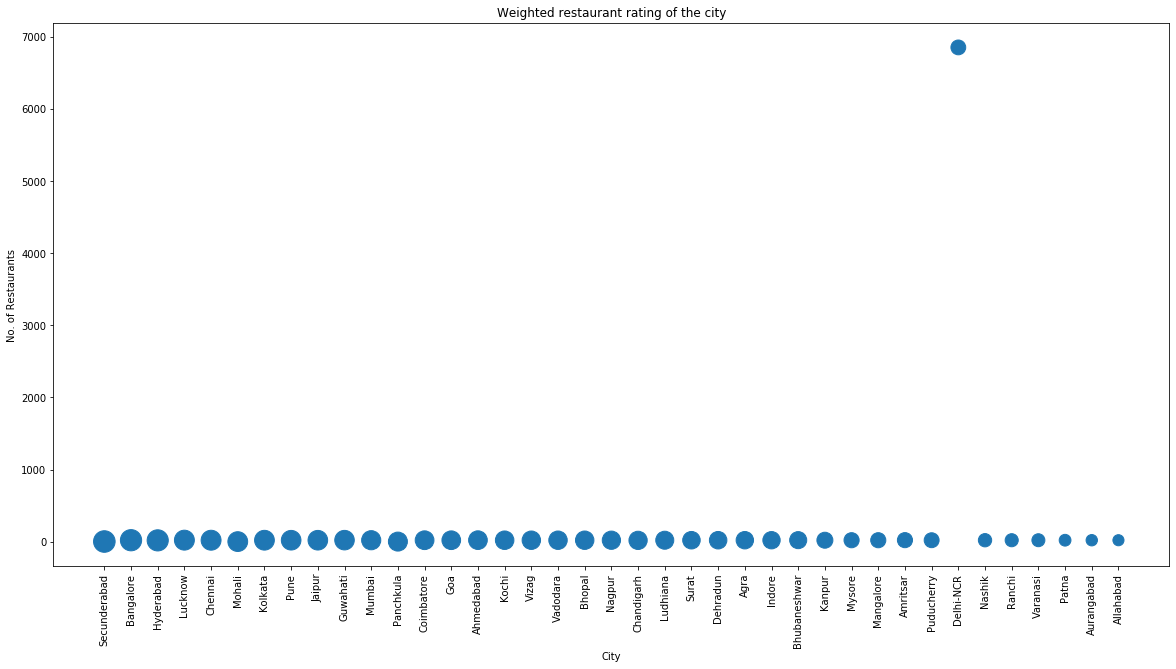 Weighted restaurant rating of the city
7000
6000
5000
4000
3000
2000
1000
0
No. of Restaurants
Secunderabad
Bangalore
Hyderabad
Lucknow
Chennai
Mohali
Kolkata
Pune
Jaipur
Guwahati
Mumbai
Panchkula
Coimbatore
Goa
Ahmedabad
Kochi
Vizag
Vadodara
Bhopal
Nagpur
Chandigarh
Ludhiana
Surat
Dehradun
Agra
Indore
Bhubaneshwar
Kanpur
Mysore
Mangalore
Amritsar
Puducherry
Delhi-NCR
Nashik
Ranchi
Varanasi
Patna
Aurangabad
Allahabad
City